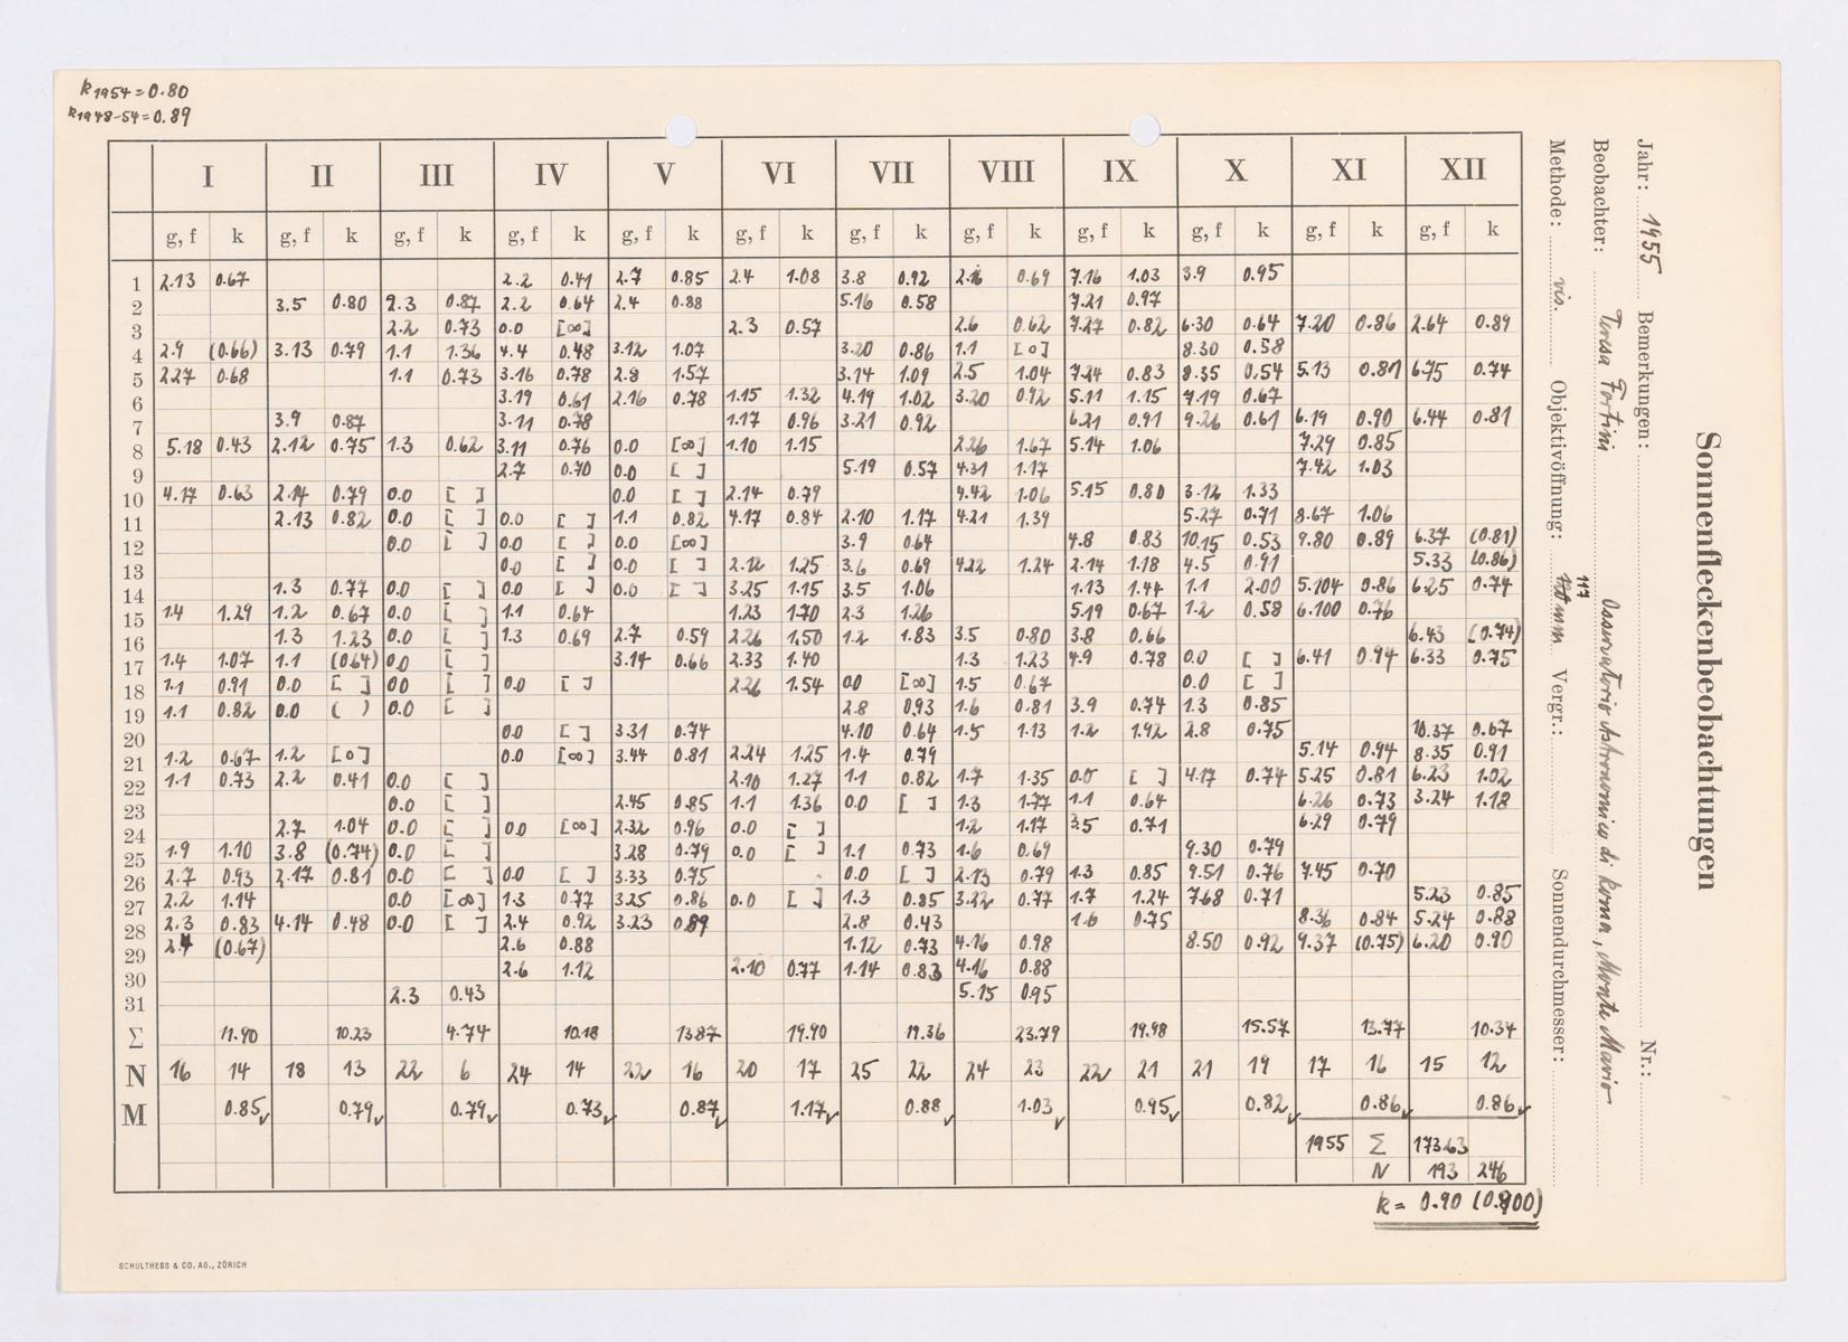 k1954=0.80
k1948-54=0.89
I II III IV V VI VII VIII IX X XI XII
g, f k g, f k g, f k g, f k g, f k g, f k g, f k g, f k g, f k g, f k g, f k g, f k
1 2.13 0.67 2.2 0.41 2.7 0.85 2.4 1.08 3.8 0.92 2.16 0.69 7.16 1.03 3.9 0.95
2 3.5 0.80 2.3 0.87 2.2 0.64 2.4 0.88 5.16 0.58 7.21 0.97
3 2.2 0.73 0.0 [∞] 2.3 0.57 2.6 0.62 7.27 0.82 6.30 0.64 7.20 0.86 2.64 0.89
4 2.9 (0.66) 3.13 0.79 1.1 1.36 4.4 0.48 3.12 1.07 3.20 0.86 1.1 [0] 8.30 0.58
5 2.27 0.68 1.1 0.73 3.16 0.78 2.8 1.57 3.14 1.09 2.5 1.04 7.24 0.83 8.35 0.54 5.13 0.81 6.75 0.74
6 3.19 0.61 2.16 0.78 1.15 1.32 4.19 1.02 3.20 0.92 5.11 1.15 7.19 0.67
7 3.9 0.87 3.11 0.78 1.17 0.96 3.21 0.92 6.21 0.91 9.26 0.61 6.19 0.90 6.44 0.81
8 5.18 0.43 2.12 0.75 1.3 0.62 3.11 0.76 0.0 [∞] 1.10 1.15 2.26 1.67 5.14 1.06 7.29 0.85
9 2.7 0.70 0.0 [ ] 5.19 0.57 4.31 1.17 7.42 1.03
10 4.17 0.63 2.14 0.79 0.0 [ ] 0.0 [ ] 2.14 0.79 4.42 1.06 5.15 0.80 3.12 1.33
11 2.13 0.82 0.0 [ ] 0.0 [ ] 1.1 0.82 4.17 0.84 2.10 1.17 4.21 1.39 5.27 0.71 8.67 1.06
12 0.0 [ ] 0.0 [ ] 0.0 [∞] 3.9 0.64 4.8 0.83 10.15 0.53 9.80 0.89 6.37 (0.81)
13 0.0 [ ] 0.0 [ ] 2.12 1.25 3.6 0.69 4.22 1.24 2.14 1.18 4.5 0.91 5.33 (0.86)
14 1.3 0.77 0.0 [ ] 0.0 [ ] 0.0 [ ] 3.25 1.15 3.5 1.06 1.13 1.44 1.1 2.00 5.104 0.86 6.25 0.74
15 1.4 1.29 1.2 0.67 0.0 [ ] 1.1 0.64 1.23 1.70 2.3 1.26 5.19 0.67 1.2 0.58 6.100 0.76
16 1.3 1.23 0.0 [ ] 1.3 0.69 2.7 0.59 2.26 1.50 1.2 1.83 3.5 0.80 3.8 0.66 6.43 (0.74)
17 1.4 1.07 1.1 (0.64) 0.0 [ ] 3.14 0.66 2.33 1.40 1.3 1.23 4.9 0.78 0.0 [ ] 6.41 0.94 6.33 0.75
18 1.1 0.91 0.0 [ ] 0.0 [ ] 0.0 [ ] 2.26 1.54 0.0 [∞] 1.5 0.67 0.0 [ ]
19 1.1 0.82 0.0 ( ) 0.0 [ ] 2.8 0.93 1.6 0.81 3.9 0.74 1.3 0.85
20 0.0 [ ] 3.31 0.74 4.10 0.64 1.5 1.13 1.2 1.92 2.8 0.75 10.37 0.67
21 1.2 0.67 1.2 [0] 0.0 [∞] 3.44 0.81 2.24 1.25 1.4 0.79 5.14 0.94 8.35 0.91
22 1.1 0.73 2.2 0.41 0.0 [ ] 2.10 1.27 1.1 0.82 1.7 1.35 0.0 [ ] 4.17 0.74 5.25 0.81 6.23 1.02
23 0.0 [ ] 2.45 0.85 1.1 1.36 0.0 [ ] 1.3 1.77 1.1 0.64 6.26 0.73 3.24 1.18
24 2.7 1.04 0.0 [ ] 0.0 [∞] 2.32 0.96 0.0 [ ] 1.2 1.17 3.5 0.71 6.29 0.79
25 1.9 1.10 3.8 (0.74) 0.0 [ ] 3.28 0.79 0.0 [ ] 1.1 0.73 1.6 0.69 9.30 0.79
26 2.7 0.93 2.17 0.81 0.0 [ ] 0.0 [ ] 3.33 0.75 0.0 [ ] 2.13 0.79 1.3 0.85 9.51 0.76 7.45 0.70
27 2.2 1.14 0.0 [∞] 1.3 0.77 3.25 0.86 0.0 [ ] 1.3 0.85 3.22 0.77 1.7 1.24 7.68 0.71 5.23 0.85
28 2.3 0.83 4.14 0.48 0.0 [ ] 2.4 0.92 3.23 0.89 2.8 0.43 1.6 0.75 8.36 0.84 5.24 0.88
29 2.4 (0.67) 2.6 0.88 1.12 0.73 4.16 0.98 8.50 0.92 9.37 (0.75) 6.20 0.90
30 2.6 1.12 2.10 0.77 1.14 0.83 4.16 0.88
31 2.3 0.43 5.15 0.95
Σ 11.90 10.23 4.74 10.18 13.87 19.90 19.36 23.79 19.98 15.57 13.77 10.34
N 16 14 18 13 22 6 24 14 22 16 20 17 25 22 24 23 22 21 21 19 17 16 15 12
M 0.85✓ 0.79✓ 0.79✓ 0.73✓ 0.87✓ 1.17✓ 0.88✓ 1.03✓ 0.95✓ 0.82✓ 0.86✓ 0.86✓
1955 Σ 173.63
N 193 246
k = 0.90 (0.900)
SCHULTHESS & CO. AG., ZÜRICH
Sonnenfleckenbeobachtungen
Jahr: 1955 Bemerkungen: Nr.:
Beobachter: Teresa Fortini Osservatorio Astronomico di Roma, Monte Mario
Methode: vis. Objektivöffnung: 117 mm Vergr.: Sonnendurchmesser: